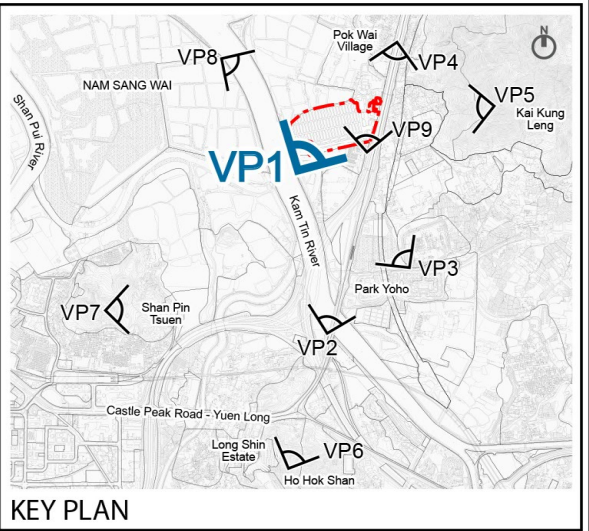 N
Pok Wai
Village
VP8
VP4
NAM SANG WAI
VP5
Kai Kung
Leng
Shan Pui River
VP9
VP1
Kam Tin River
VP3
Park Yoho
VP7
Shan Pin
Tsuen
VP2
Castle Peak Road - Yuen Long
Long Shin
Estate
VP6
Ho Hok Shan
KEY PLAN